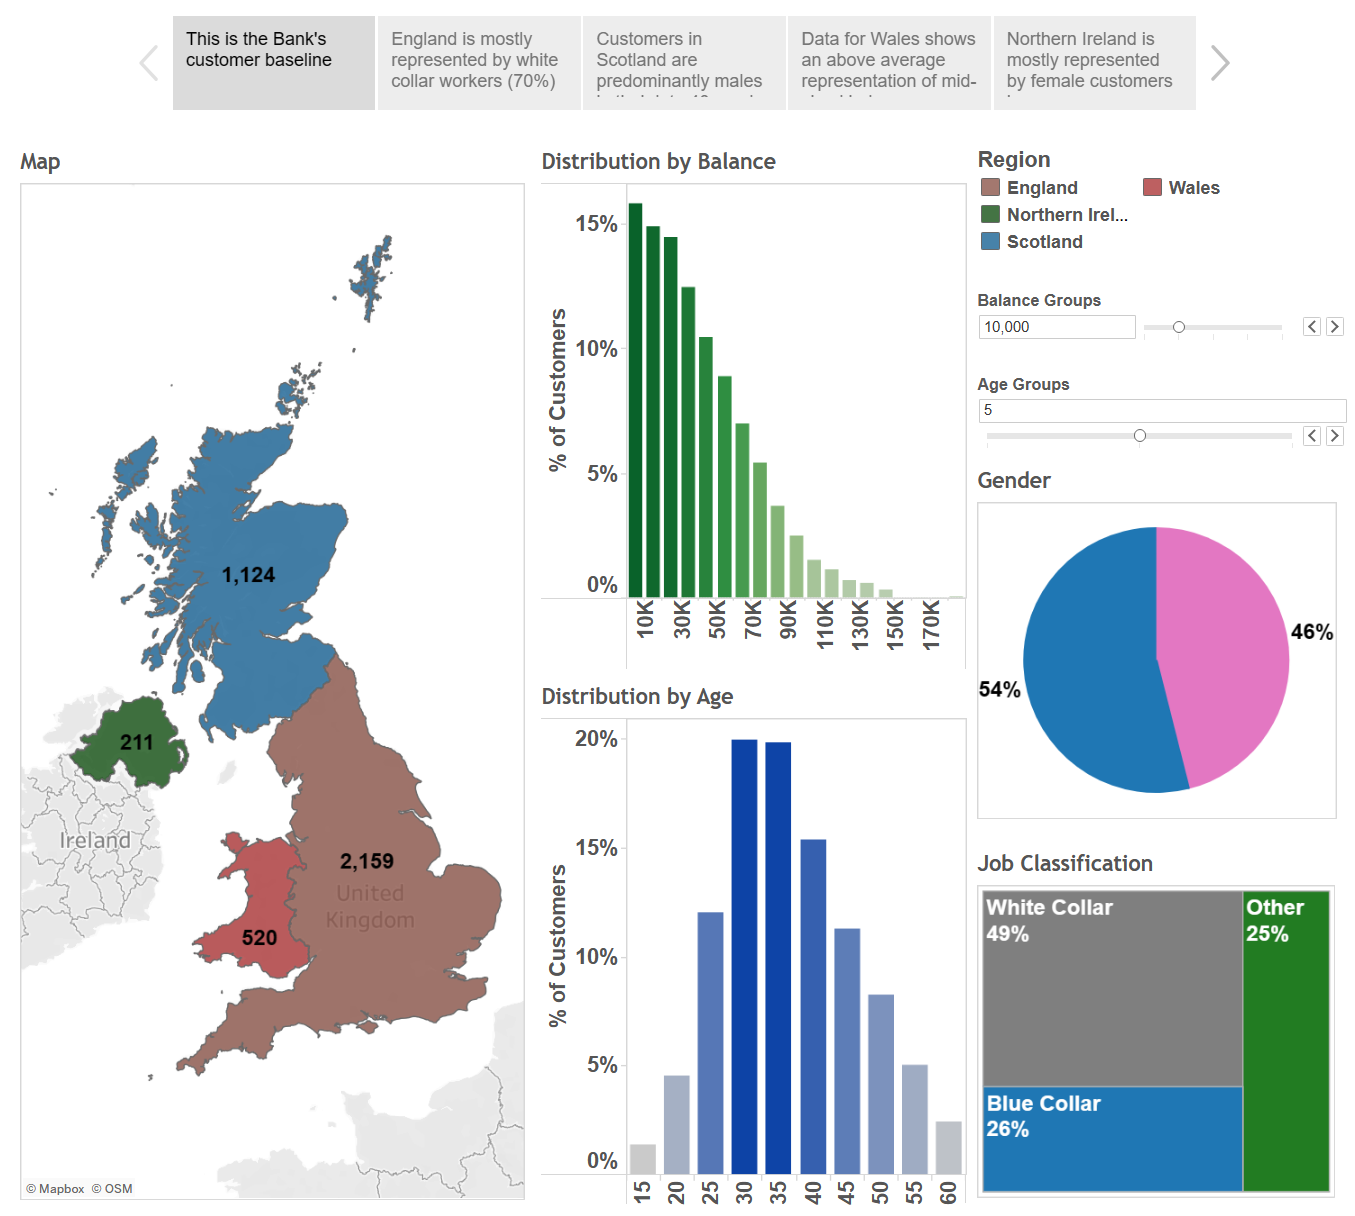 This is the Bank's
customer baseline
England is mostly
represented by white
collar workers (70%)
Customers in
Scotland are
predominantly males
Data for Wales shows
an above average
representation of mid-
Northern Ireland is
mostly represented
by female customers
Map
1,124
211
Ireland
2,159
United
Kingdom
520
© Mapbox © OSM
Distribution by Balance
% of Customers
15%
10%
5%
0%
10K 30K 50K 70K 90K 110K 130K 150K 170K
Distribution by Age
% of Customers
20%
15%
10%
5%
0%
15 20 25 30 35 40 45 50 55 60
Region
England Wales
Northern Irel...
Scotland
Balance Groups
10,000
Age Groups
5
Gender
46%
54%
Job Classification
White Collar
49%
Other
25%
Blue Collar
26%